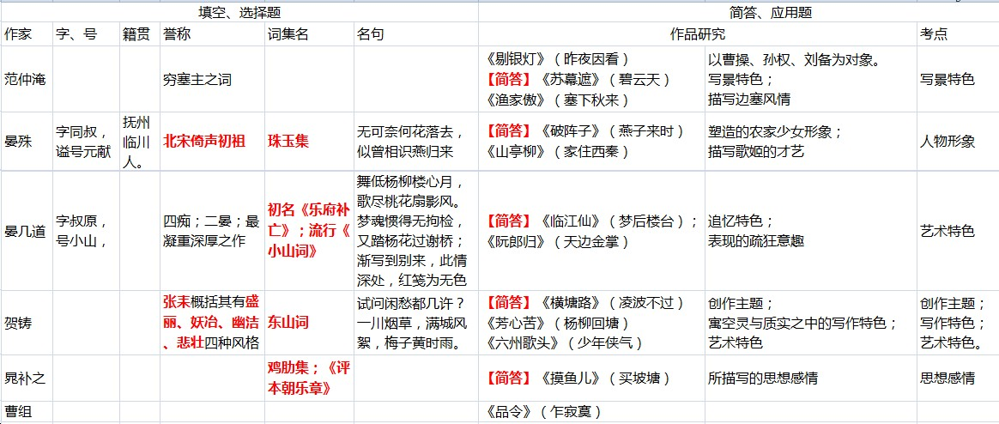 填空、选择题 简答、应用题
作家 字、号 籍贯 誉称 词集名 名句 作品研究 考点
范仲淹
穷塞主之词
《剔银灯》(昨夜因看)
【简答】《苏幕遮》(碧云天)
《渔家傲》(塞下秋来)
以曹操、孙权、刘备为对象。
写景特色；
描写边塞风情
写景特色
晏殊
字同叔，
谥号元献
抚州
临川
人。
北宋倚声初祖
珠玉集
无可奈何花落去，
似曾相识燕归来
【简答】《破阵子》(燕子来时)
《山亭柳》(家住西秦)
塑造的农家少女形象；
描写歌姬的才艺
人物形象
晏几道
字叔原，
号小山，
四痴；二晏；最
凝重深厚之作
初名《乐府补
亡》；流行《
小山词》
舞低杨柳楼心月，
歌尽桃花扇影风。
梦魂惯得无拘检，
又踏杨花过谢桥；
渐写到别来，此情
深处，红笺为无色
【简答】《临江仙》(梦后楼台)；
《阮郎归》(天边金掌)
追忆特色；
表现的疏狂意趣
艺术特色
贺铸
张耒概括其有盛
丽、妖冶、幽洁
、悲壮四种风格
东山词
试问闲愁都几许？
一川烟草，满城风
絮，梅子黄时雨。
【简答】《横塘路》(凌波不过)
《芳心苦》(杨柳回塘)
《六州歌头》(少年侠气)
创作主题；
寓空灵与质实之中的写作特色；
艺术特色
创作主题；
写作特色；
艺术特色。
晁补之
鸡肋集；《评
本朝乐章》
【简答】《摸鱼儿》(买坡塘)
所描写的思想感情
思想感情
曹组
《品令》(乍寂寞)